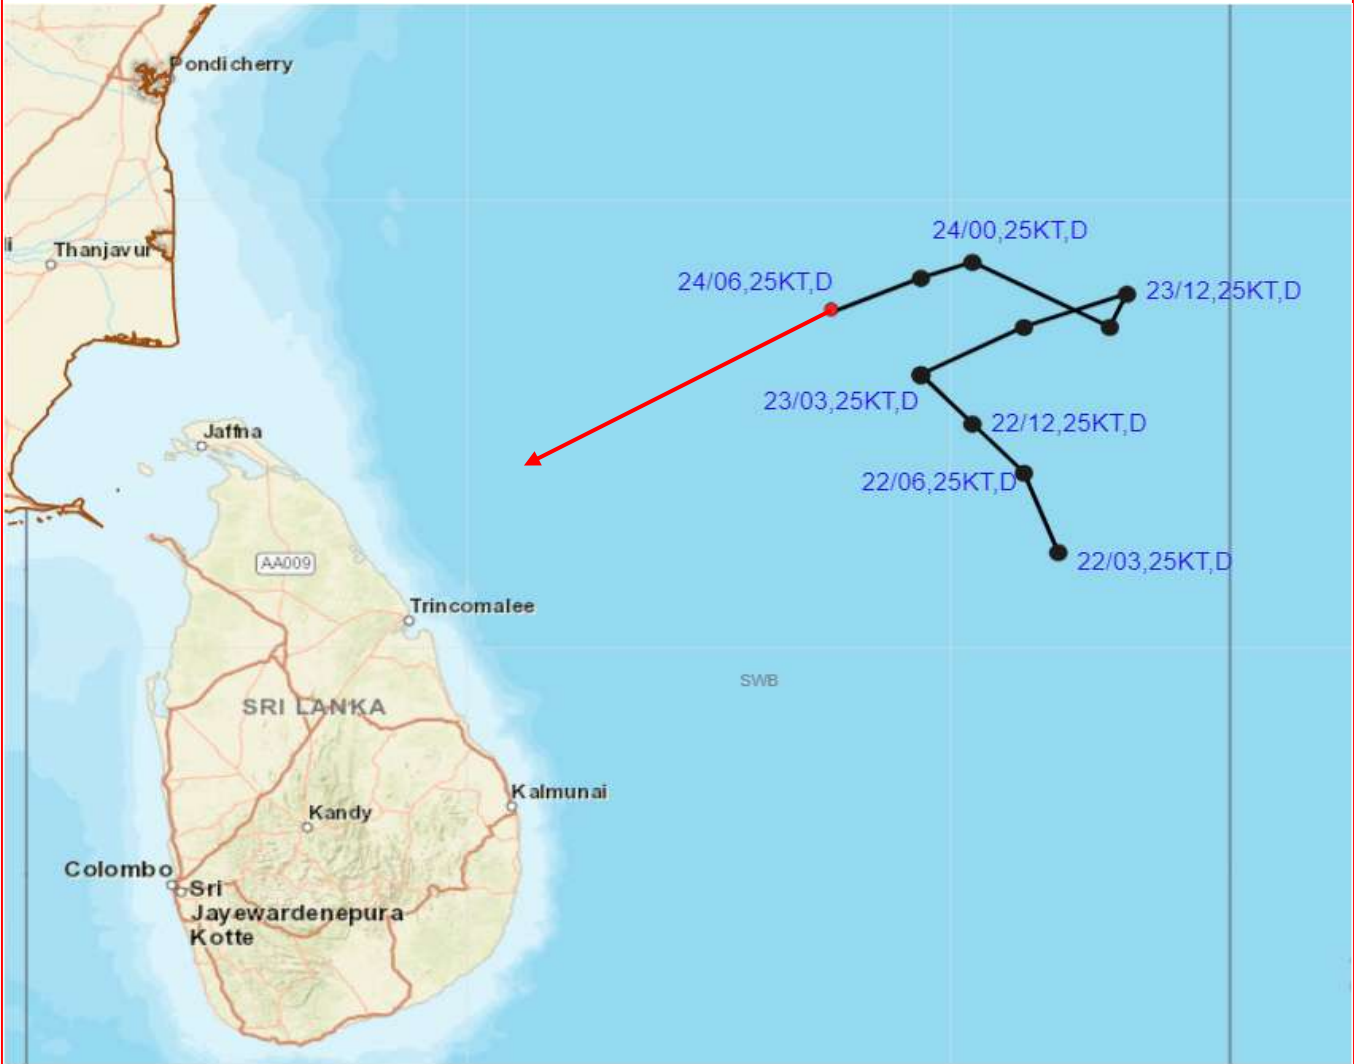 Pondicherry
24/00,25KT,D
li
Thanjavur
24/06,25KT,D
23/12,25KT,D
23/03,25KT,D
22/12,25KT,D
Jaffna
22/06,25KT,D
AA009
22/03,25KT,D
Trincomalee
SWB
SRI LANKA
Kalmunai
Kandy
Colombo
Sri
Jayewardenepura
Kotte